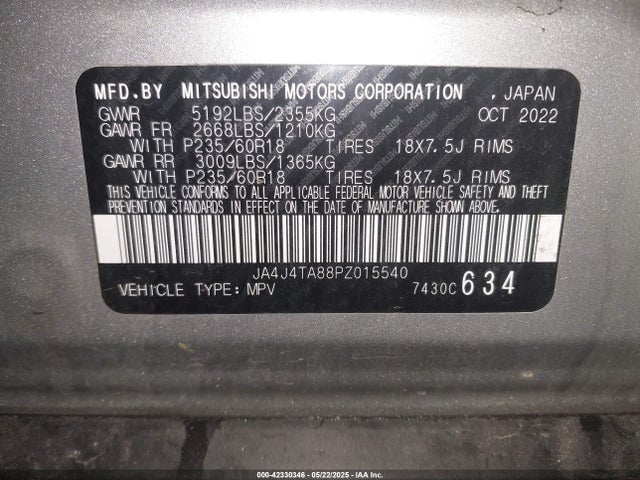 MFD.BY MITSUBISHI MOTORS CORPORATION , JAPAN
GVWR 5192LBS/2355KG OCT 2022
GAWR FR 2668LBS/1210KG
WITH P235/60R18 TIRES 18X7.5J RIMS
GAWR RR 3009LBS/1365KG
WITH P235/60R18 TIRES 18X7.5J RIMS
THIS VEHICLE CONFORMS TO ALL APPLICABLE FEDERAL MOTOR VEHICLE SAFETY AND THEFT
PREVENTION STANDARDS IN EFFECT ON THE DATE OF MANUFACTURE SHOWN ABOVE.
JA4J4TA88PZ015540
VEHICLE TYPE: MPV 7430C 634
000-42330346 - 05/22/2025 - IAA Inc.